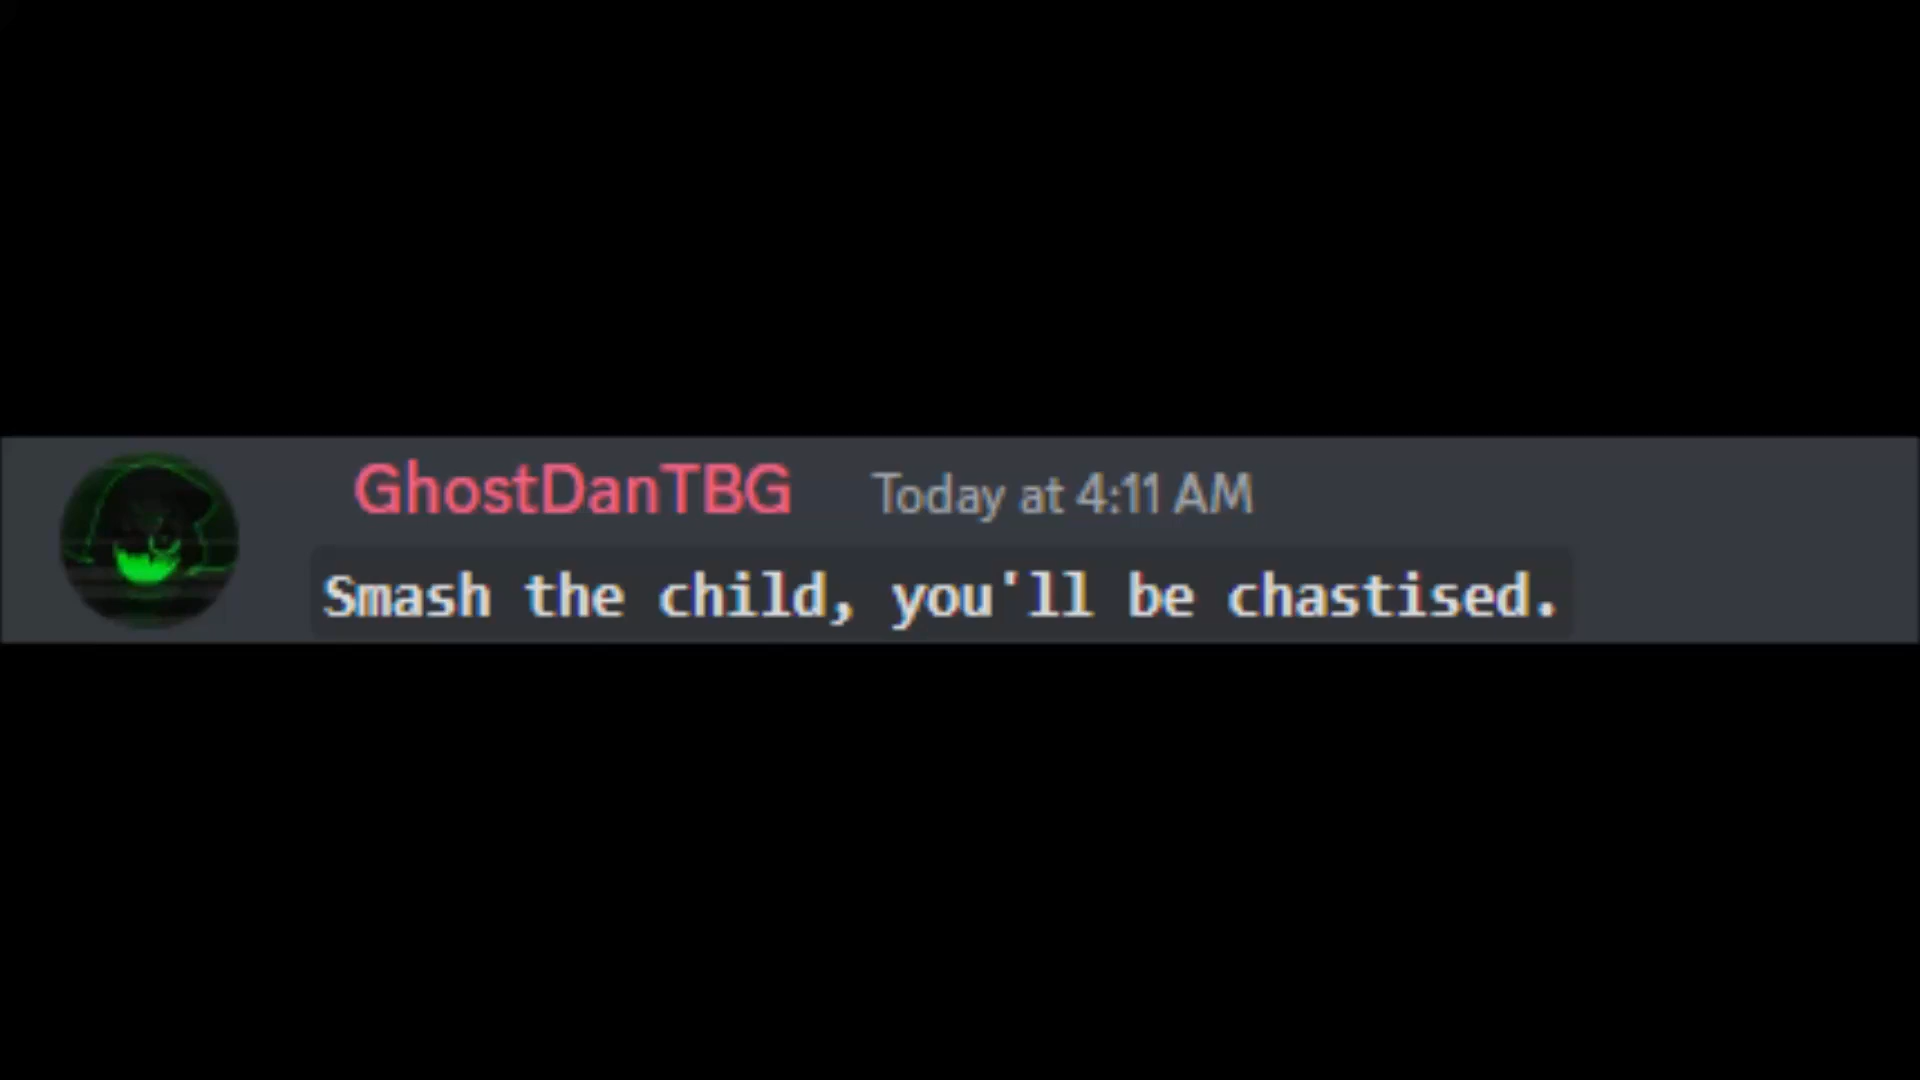 GhostDanTBG Today at 4:11 AM
Smash the child, you'll be chastised.